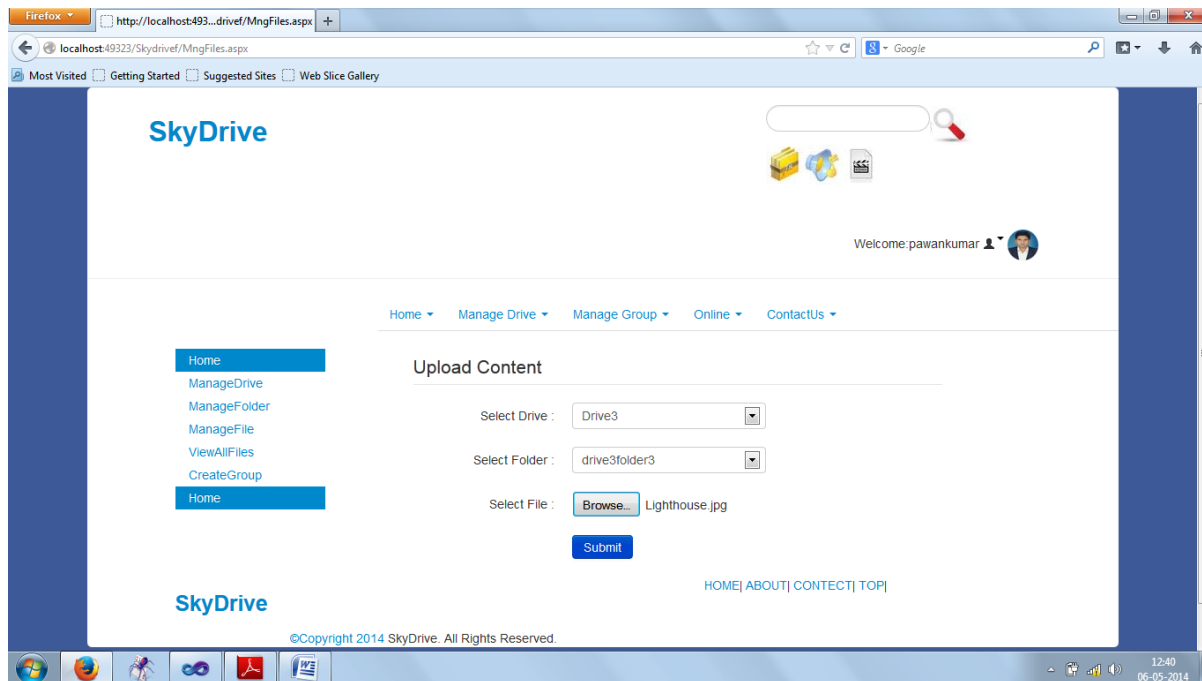 Firefox
http://localhost:493...drivef/MngFiles.aspx
localhost:49323/Skydrivef/MngFiles.aspx
Google
Most Visited Getting Started Suggested Sites Web Slice Gallery
SkyDrive
Welcome:pawankumar
Home Manage Drive Manage Group Online ContactUs
Home
ManageDrive
ManageFolder
ManageFile
ViewAllFiles
CreateGroup
Home
Upload Content
Select Drive : Drive3
Select Folder : drive3folder3
Select File : Browse... Lighthouse.jpg
Submit
HOME| ABOUT| CONTECT| TOP|
SkyDrive
©Copyright 2014 SkyDrive. All Rights Reserved.
12:40
06-05-2014